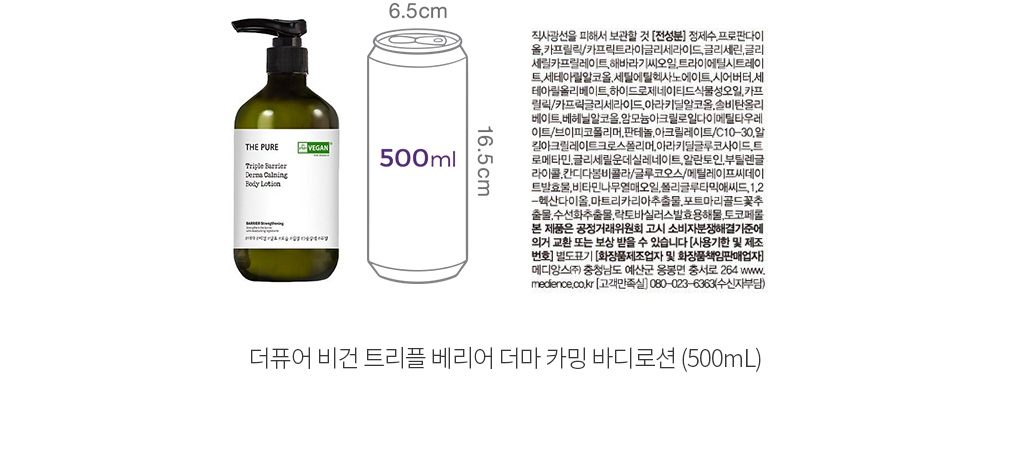 6.5cm
THE PURE
VEGAN
Triple Barrier
Derma Calming
Body Lotion
BARRIER Strengthening
500ml
16.5cm
직사광선을 피해서 보관할 것 [전성분] 정제수,프로판다이
올,카프릴릭/카프릭트라이글리세라이드,글리세린,글리
세릴카프릴레이트,해바라기씨오일,트라이에틸시트레이
트,세테아릴알코올,세틸에틸헥사노에이트,시어버터,세
테아릴올리베이트,하이드로제네이티드식물성오일,카프
릴릭/카프릭글리세라이드,아라키딜알코올,솔비탄올리
베이트,베헤닐알코올,암모늄아크릴로일다이메틸타우레
이트/브이피코폴리머,판테놀,아크릴레이트/C10-30,알
킬아크릴레이트크로스폴리머,아라키딜글루코사이드,트
로메타민,글리세릴운데실레네이트,알란토인,부틸렌글
라이콜,칸디다봄비콜라/글루코오스/메틸레이프씨데이
트발효물,비타민나무열매오일,폴리글루타믹애씨드,1,2
-헥산다이올,마트리카리아추출물,포트마리골드꽃추
출물,수선화추출물,락토바실러스발효용해물,토코페롤
본 제품은 공정거래위원회 고시 소비자분쟁해결기준에
의거 교환 또는 보상 받을 수 있습니다 [사용기한 및 제조
번호] 별도표기 [화장품제조업자 및 화장품책임판매업자]
메디앙스㈜ 충청남도 예산군 응봉면 충서로 264 www.
medience.co.kr [고객만족실] 080-023-6363(수신자부담)
더퓨어 비건 트리플 베리어 더마 카밍 바디로션 (500mL)